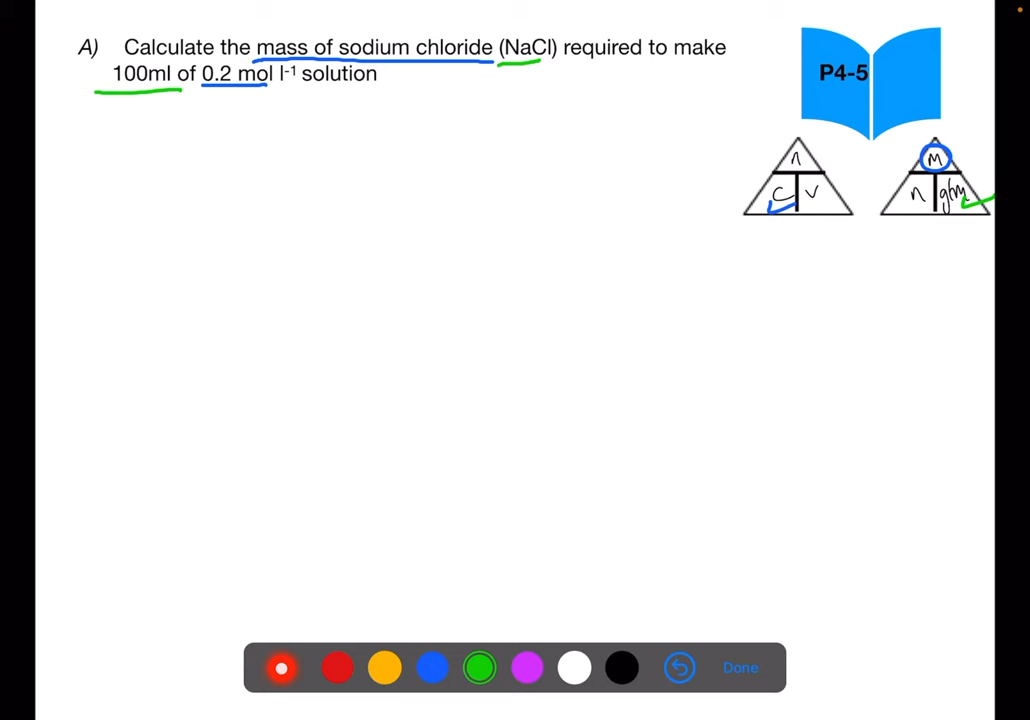 A) Calculate the mass of sodium chloride (NaCl) required to make
100ml of 0.2 mol l⁻¹ solution
P4-5
n
C V
M
n gfm
Done